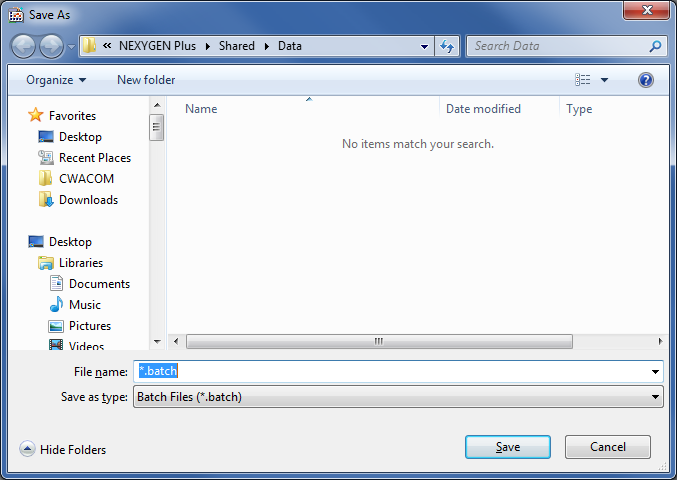 Save As
« NEXYGEN Plus Shared Data
Search Data
Organize New folder
Name Date modified Type
No items match your search.
Favorites
Desktop
Recent Places
CWACOM
Downloads
Desktop
Libraries
Documents
Music
Pictures
Videos
File name: *.batch
Save as type: Batch Files (*.batch)
Hide Folders
Save Cancel